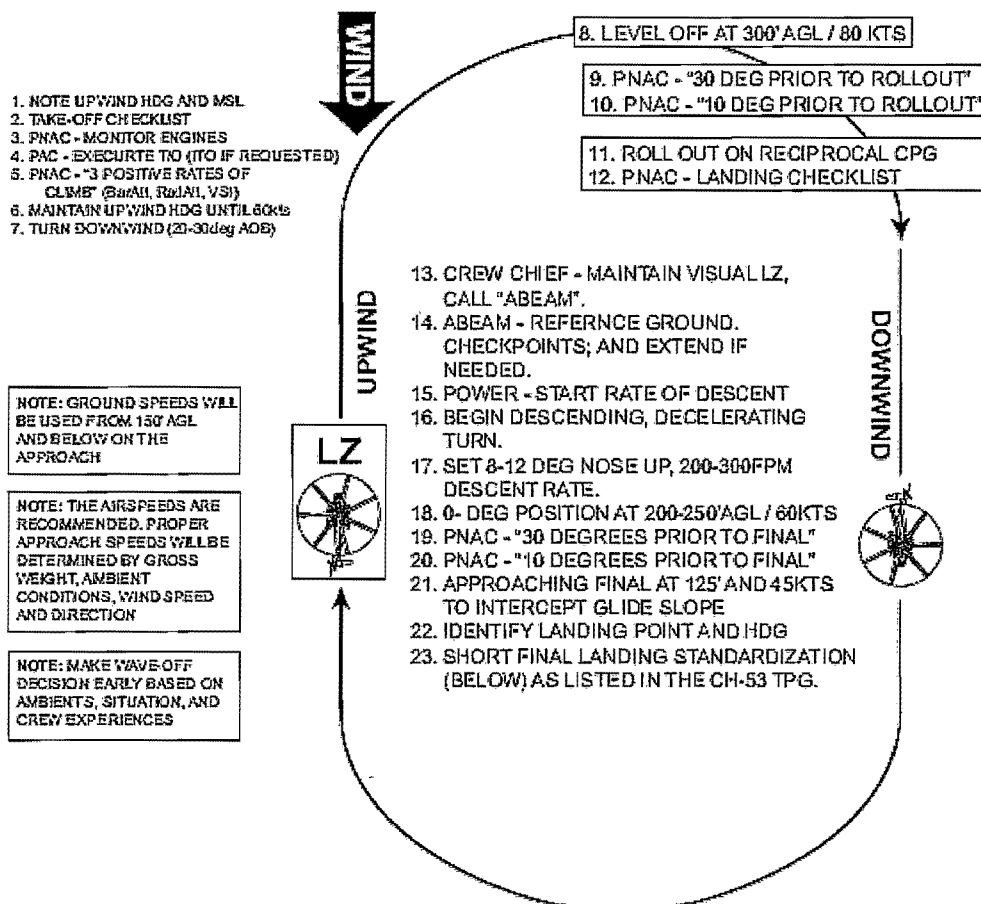 WIND
8. LEVEL OFF AT 300' AGL / 80 KTS
9. PNAC - "30 DEG PRIOR TO ROLLOUT"
10. PNAC - "10 DEG PRIOR TO ROLLOUT"
11. ROLL OUT ON RECIPROCAL CPG
12. PNAC - LANDING CHECKLIST
1. NOTE UPWIND HDG AND MSL
2. TAKE-OFF CHECKLIST
3. PNAC - MONITOR ENGINES
4. PAC - EXECURTE T/O (ITO IF REQUESTED)
5. PNAC - "3 POSITIVE RATES OF
CLIMB" (BarAlt, RadAlt, VSI)
6. MAINTAIN UPWIND HDG UNTIL 60kts
7. TURN DOWNWIND (20-30deg AOB)
UPWIND
13. CREW CHIEF - MAINTAIN VISUAL LZ,
CALL "ABEAM".
14. ABEAM - REFERNCE GROUND.
CHECKPOINTS; AND EXTEND IF
NEEDED.
15. POWER - START RATE OF DESCENT
16. BEGIN DESCENDING, DECELERATING
TURN.
17. SET 8-12 DEG NOSE UP, 200-300FPM
DESCENT RATE.
18. 0- DEG POSITION AT 200-250'AGL / 60KTS
19. PNAC - "30 DEGREES PRIOR TO FINAL"
20. PNAC - "10 DEGREES PRIOR TO FINAL"
21. APPROACHING FINAL AT 125' AND 45KTS
TO INTERCEPT GLIDE SLOPE
22. IDENTIFY LANDING POINT AND HDG
23. SHORT FINAL LANDING STANDARDIZATION
(BELOW) AS LISTED IN THE CH-53 TPG.
DOWNWIND
LZ
NOTE: GROUND SPEEDS WILL
BE USED FROM 150' AGL
AND BELOW ON THE
APPROACH
NOTE: THE AIRSPEEDS ARE
RECOMMENDED. PROPER
APPROACH SPEEDS WILL BE
DETERMINED BY GROSS
WEIGHT, AMBIENT
CONDITIONS, WIND SPEED
AND DIRECTION
NOTE: MAKE WAVE-OFF
DECISION EARLY BASED ON
AMBIENTS, SITUATION, AND
CREW EXPERIENCES